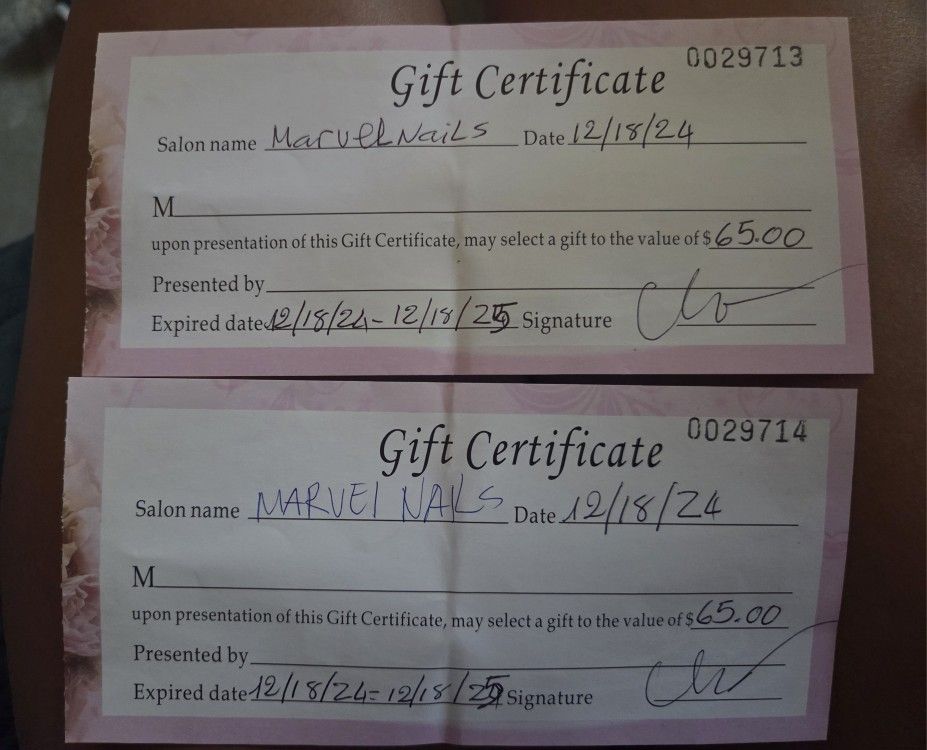 0029713
Gift Certificate
Salon name Marvel Nails Date 12/18/24
M
upon presentation of this Gift Certificate, may select a gift to the value of $ 65.00
Presented by
Expired date 12/18/24 - 12/18/25 Signature
0029714
Gift Certificate
Salon name MARVEL NAILS Date 12/18/24
M
upon presentation of this Gift Certificate, may select a gift to the value of $ 65.00
Presented by
Expired date 12/18/24 - 12/18/25 Signature